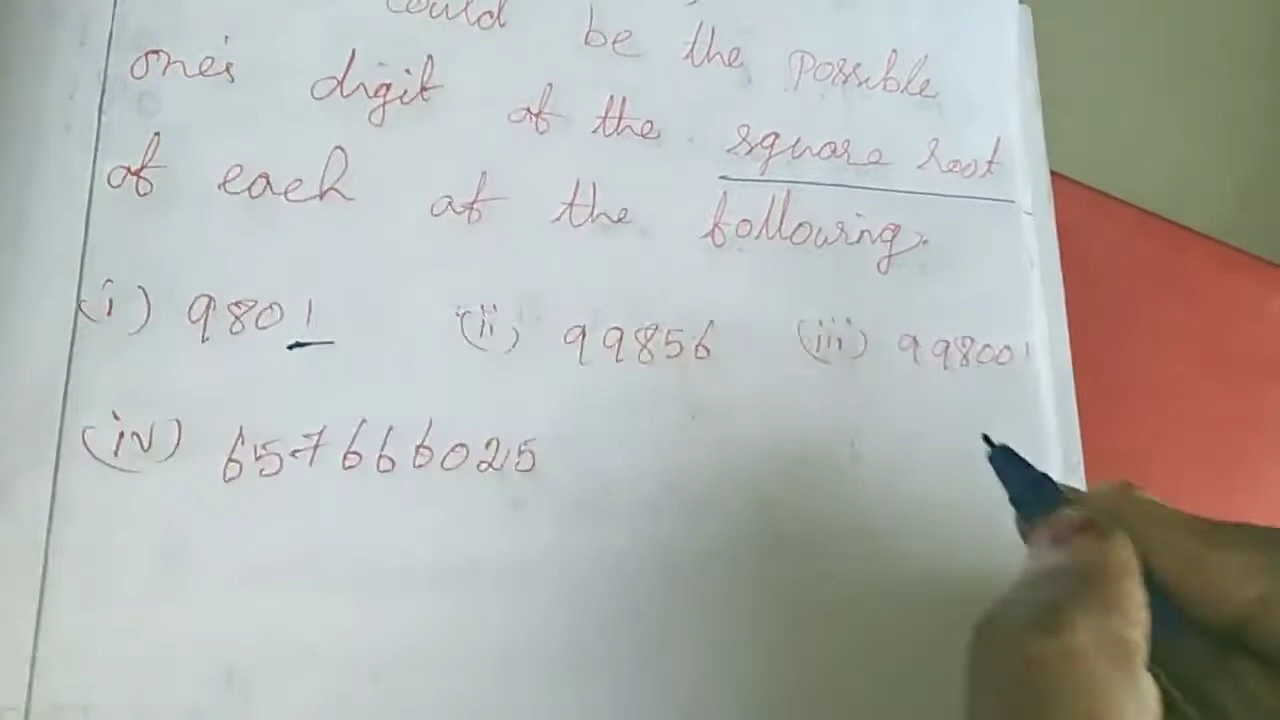 could be the possible
one's digit of the square root
of each of the following.
(i) 9801 (ii) 99856 (iii) 998001
(iv) 657666025